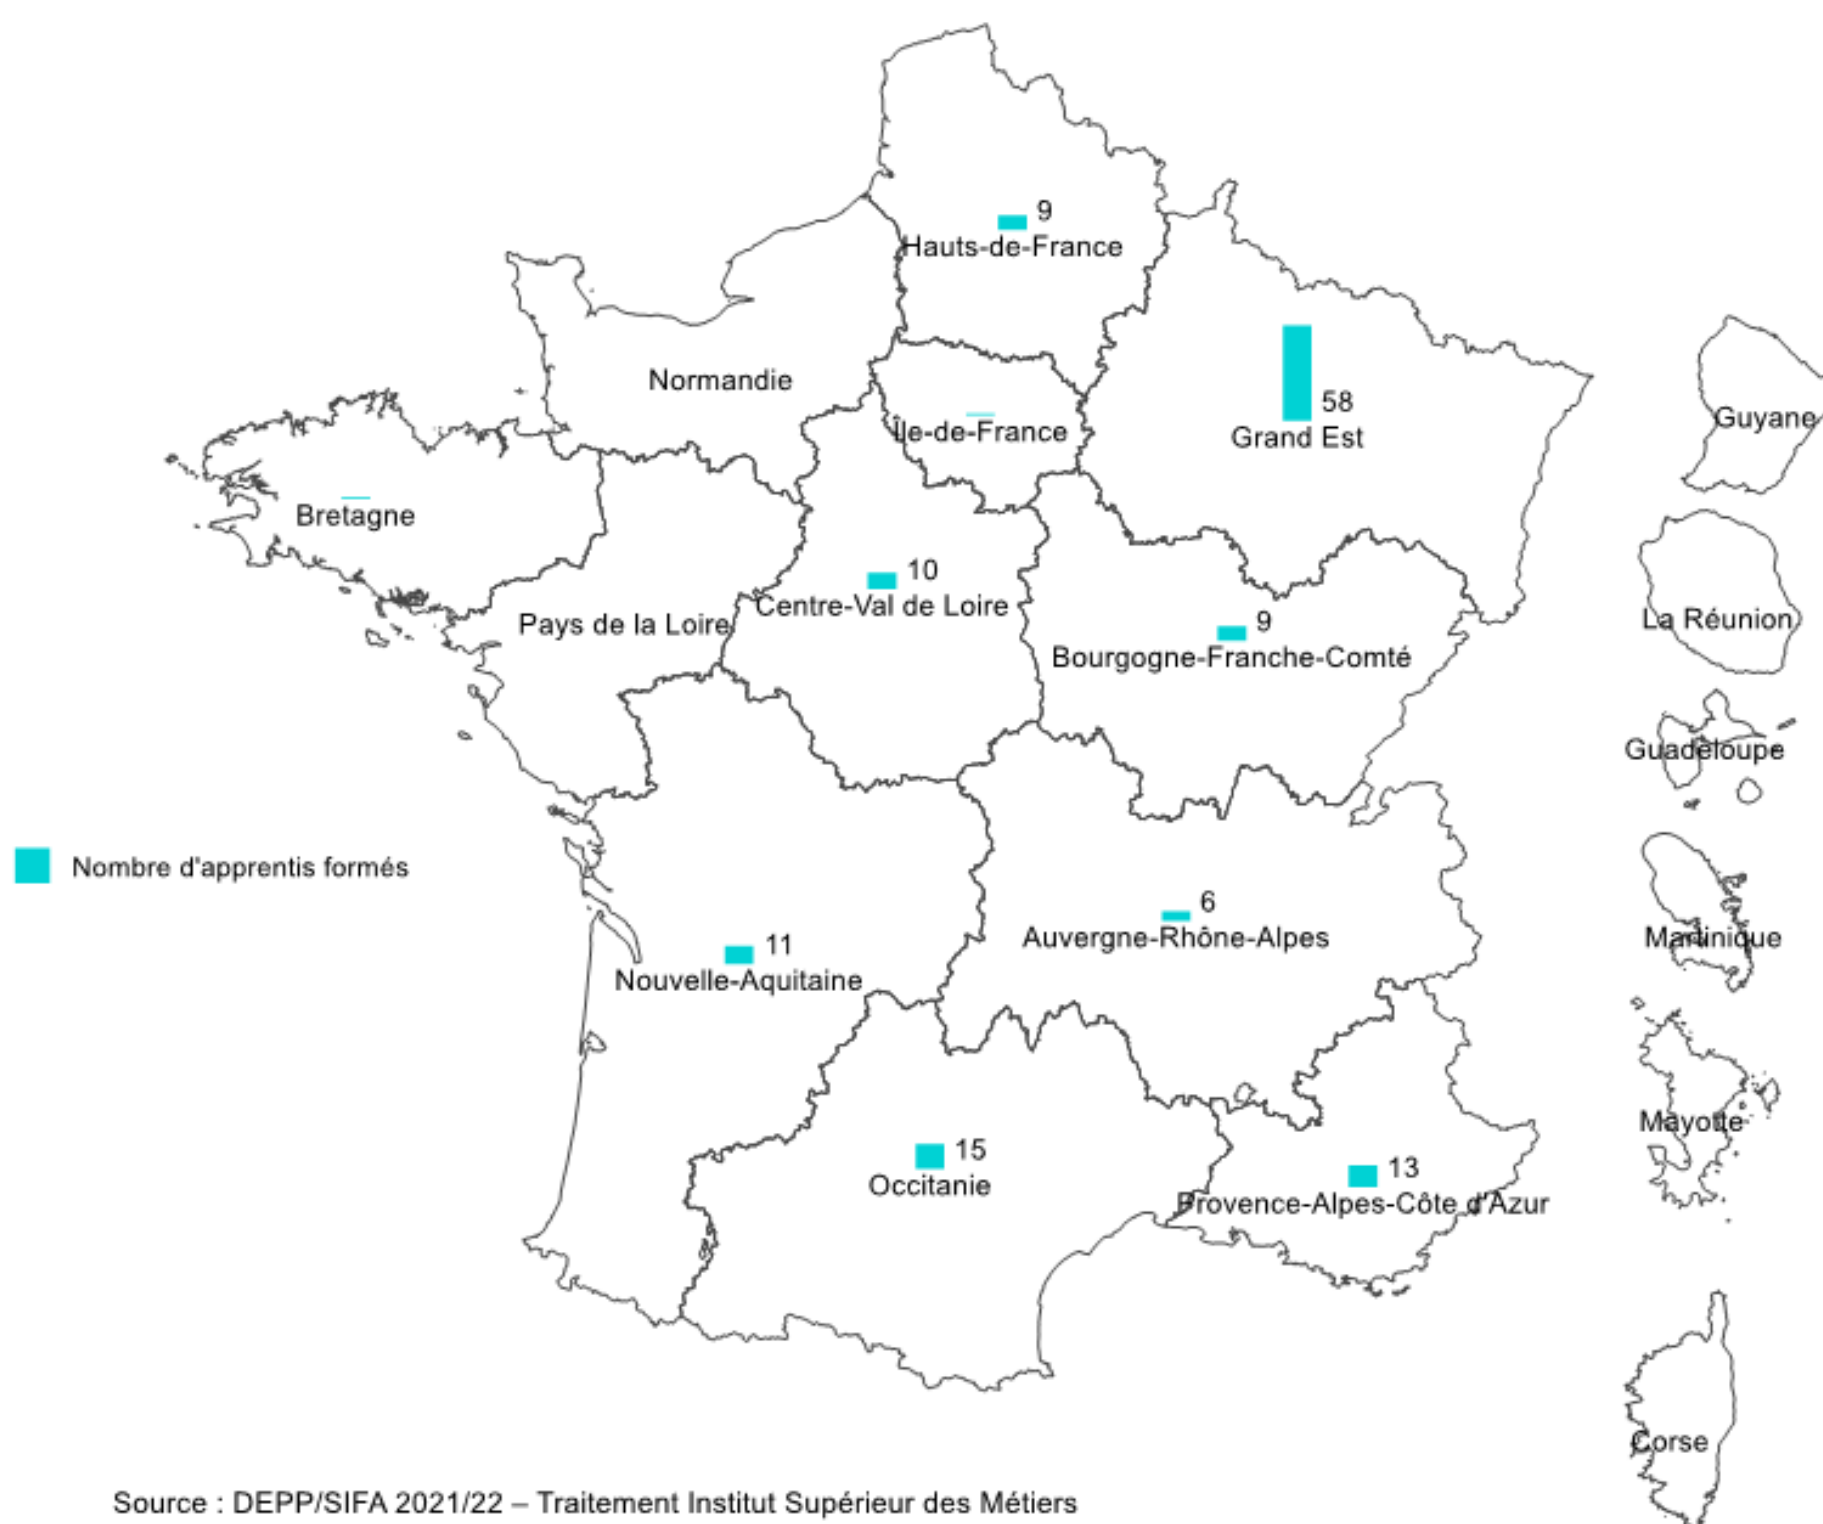 9
Hauts-de-France
Normandie
58
Grand Est
Île-de-France
Guyane
Bretagne
10
Centre-Val de Loire
Pays de la Loire
9
Bourgogne-Franche-Comté
La Réunion
Guadeloupe
Nombre d'apprentis formés
6
Auvergne-Rhône-Alpes
Martinique
11
Nouvelle-Aquitaine
Mayotte
15
Occitanie
13
Provence-Alpes-Côte d'Azur
Corse
Source : DEPP/SIFA 2021/22 – Traitement Institut Supérieur des Métiers